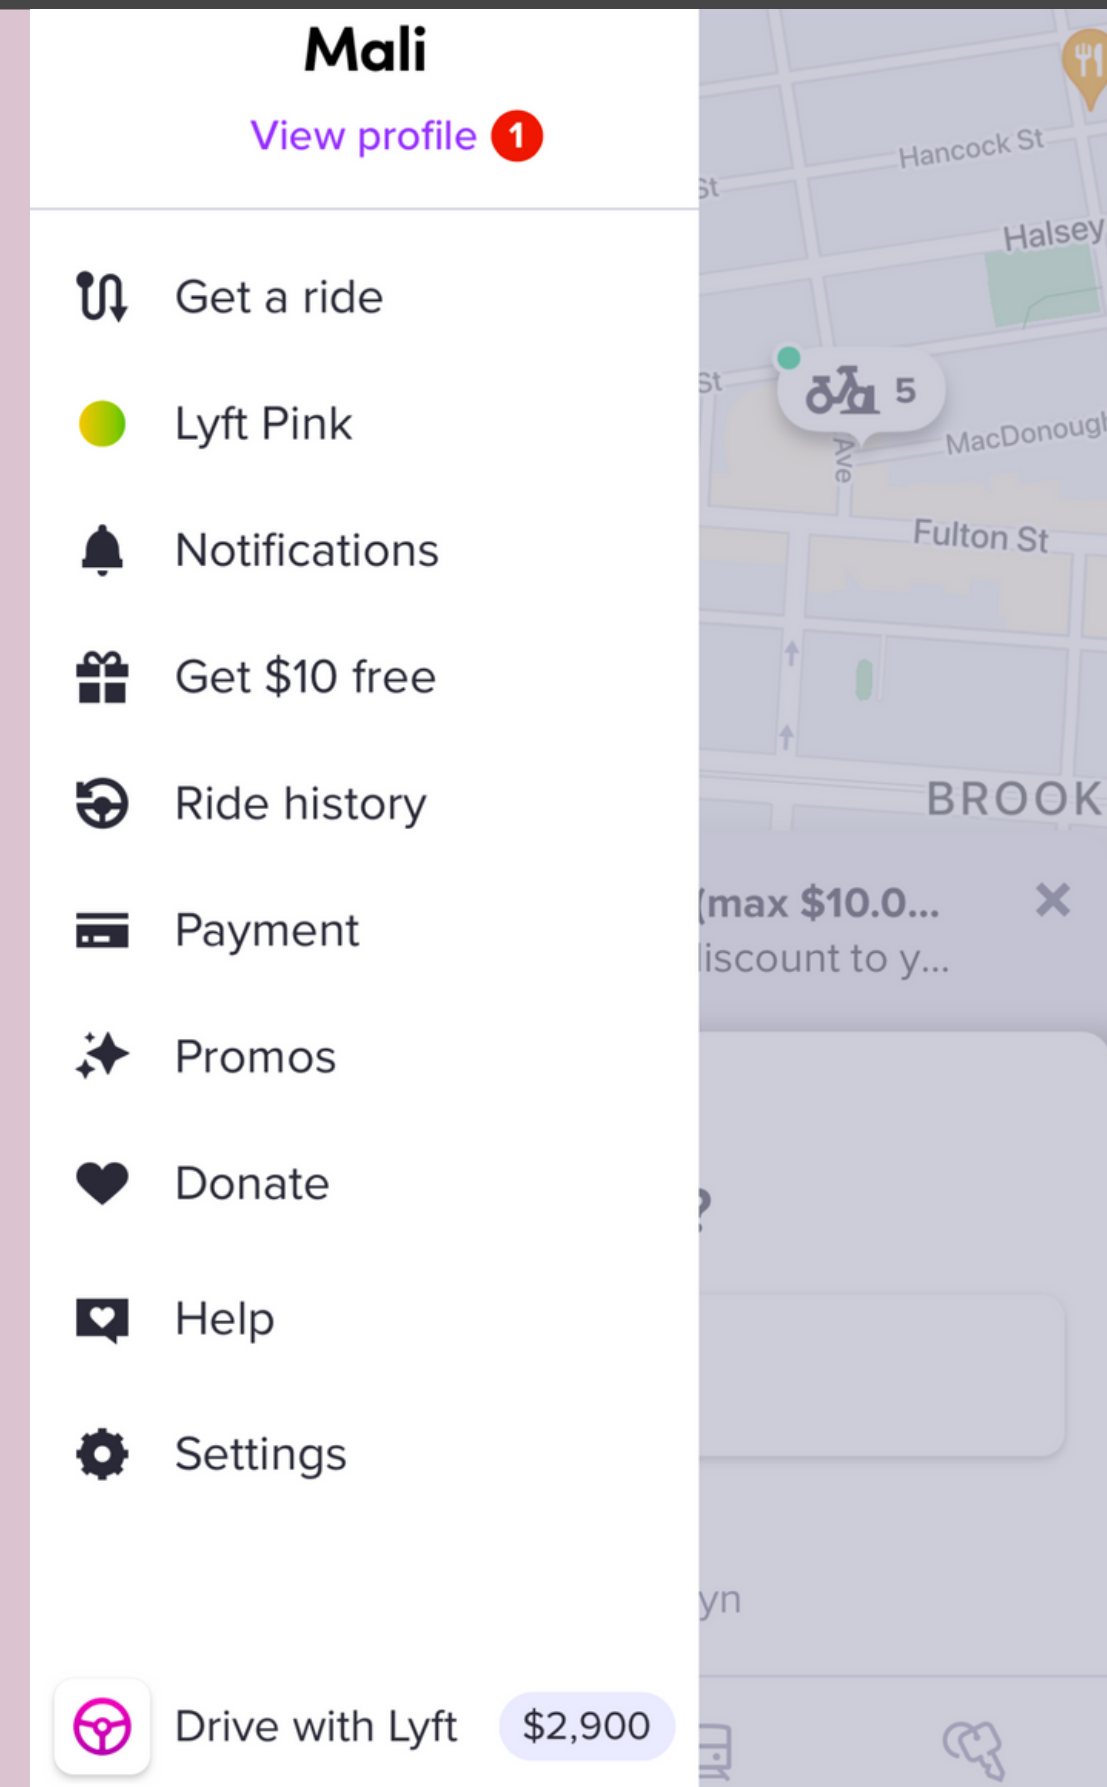 Mali
View profile 1
Get a ride
Lyft Pink
Notifications
Get $10 free
Ride history
Payment
Promos
Donate
Help
Settings
Drive with Lyft $2,900
Hancock St
St
Halsey
St
5
MacDonough
Ave
Fulton St
BROOK
(max $10.0...
iscount to y...
?
yn